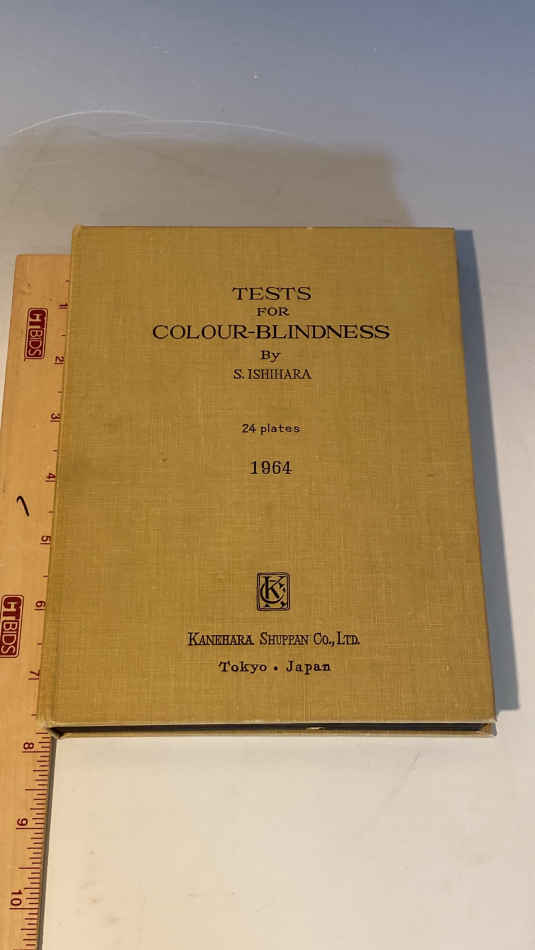 TESTS
FOR
COLOUR-BLINDNESS
By
S. ISHIHARA
24 plates
1964
KC
KANEHARA SHUPPAN CO., LTD.
Tokyo • Japan
1
CTBIDS
2
3
4
5
6
CTBIDS
7
8
9
10